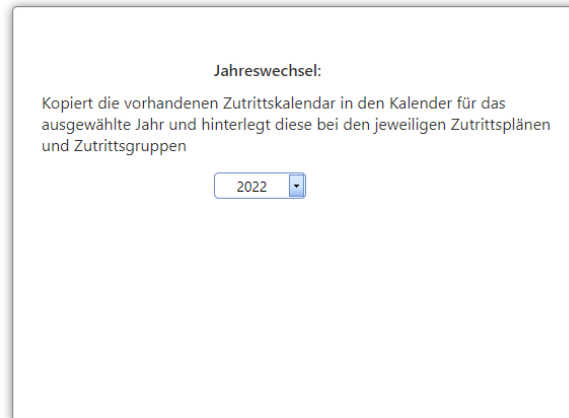 Jahreswechsel:
Kopiert die vorhandenen Zutrittskalendar in den Kalender für das
ausgewählte Jahr und hinterlegt diese bei den jeweiligen Zutrittsplänen
und Zutrittsgruppen
2022